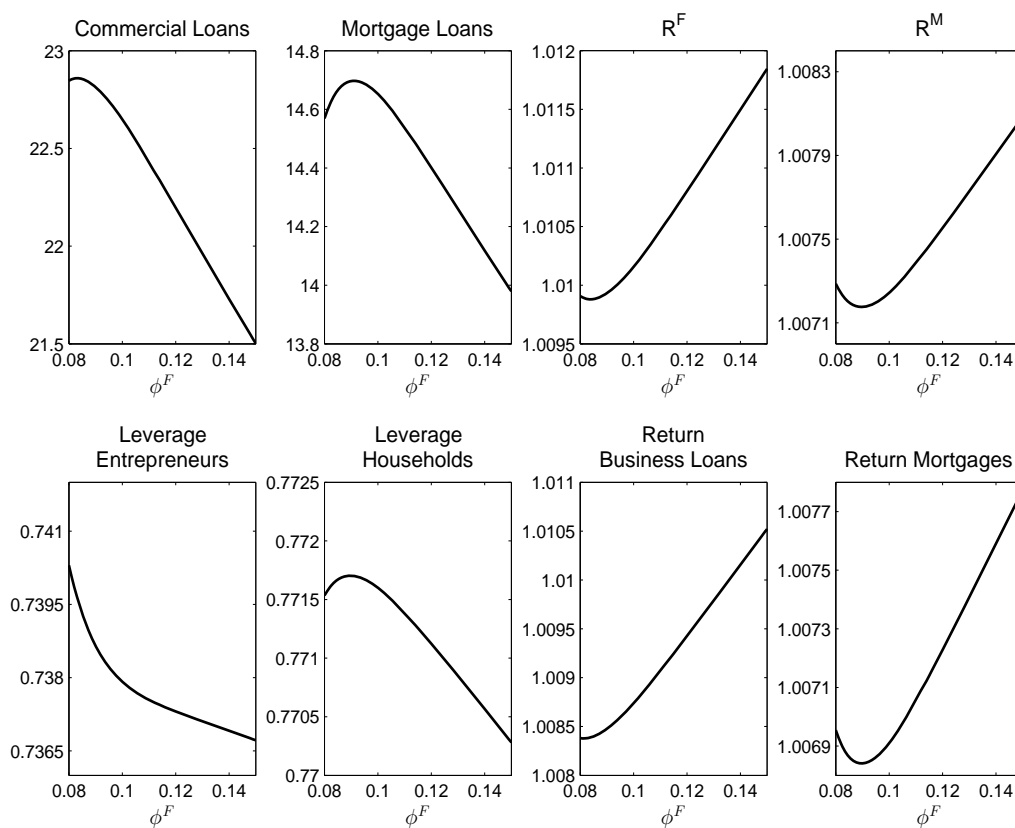 Commercial Loans
23
22.5
22
21.5
0.08 0.1 0.12 0.14
ϕ^F
Mortgage Loans
14.8
14.6
14.4
14.2
14
13.8
0.08 0.1 0.12 0.14
ϕ^F
R^F
1.012
1.0115
1.011
1.0105
1.01
1.0095
0.08 0.1 0.12 0.14
ϕ^F
R^M
1.0083
1.0079
1.0075
1.0071
0.08 0.1 0.12 0.14
ϕ^F
Leverage
Entrepreneurs
0.741
0.7395
0.738
0.7365
0.08 0.1 0.12 0.14
ϕ^F
Leverage
Households
0.7725
0.772
0.7715
0.771
0.7705
0.77
0.08 0.1 0.12 0.14
ϕ^F
Return
Business Loans
1.011
1.0105
1.01
1.0095
1.009
1.0085
1.008
0.08 0.1 0.12 0.14
ϕ^F
Return Mortgages
1.0077
1.0075
1.0073
1.0071
1.0069
0.08 0.1 0.12 0.14
ϕ^F